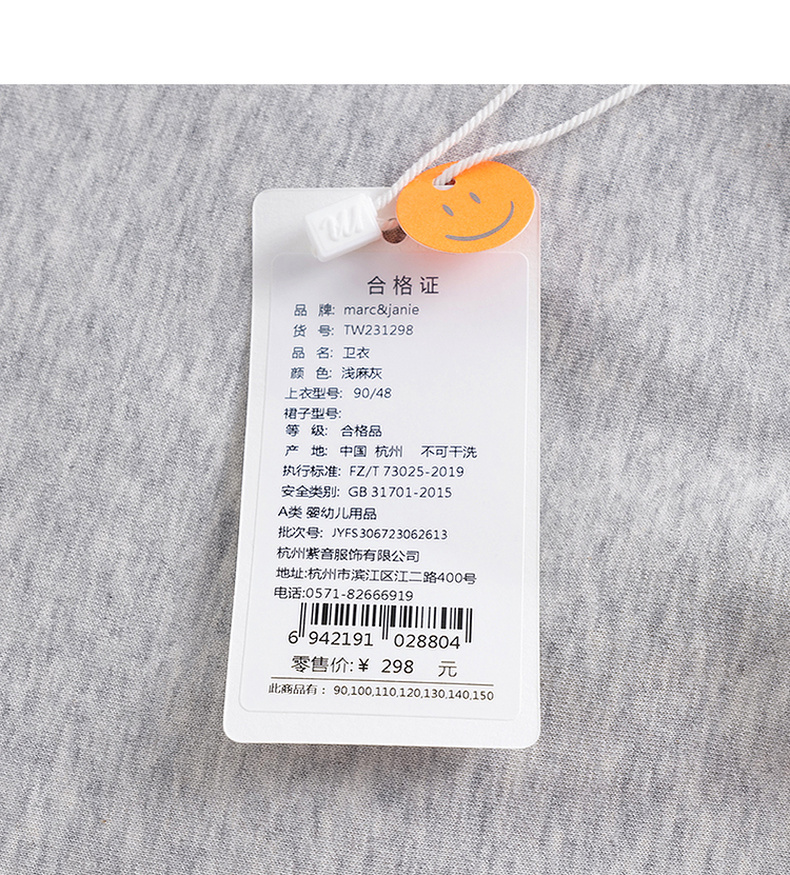 合格证
品 牌: marc&janie
货 号: TW231298
品 名: 卫衣
颜 色: 浅麻灰
上衣型号: 90/48
裙子型号:
等 级: 合格品
产 地: 中国 杭州 不可干洗
执行标准: FZ/T 73025-2019
安全类别: GB 31701-2015
A类 婴幼儿用品
批次号: JYFS306723062613
杭州紫音服饰有限公司
地址:杭州市滨江区江二路400号
电话:0571-82666919
6 942191 028804
零售价:¥ 298 元
此商品有: 90,100,110,120,130,140,150